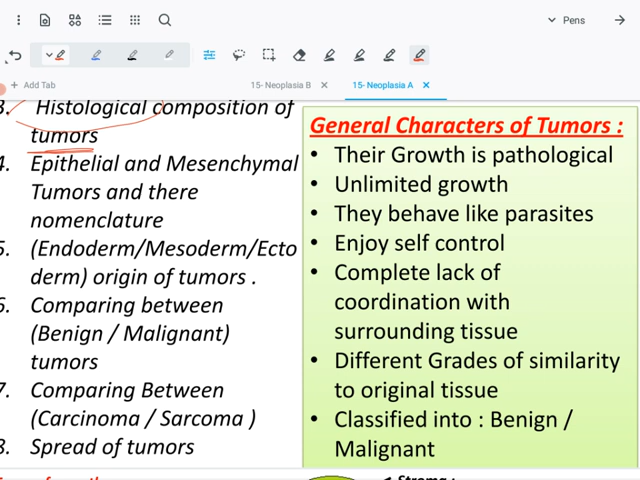 Pens
Add Tab
15- Neoplasia B
15- Neoplasia A
3. Histological composition of
tumors
4. Epithelial and Mesenchymal
Tumors and there
nomenclature
5. (Endoderm/Mesoderm/Ecto
derm) origin of tumors .
6. Comparing between
(Benign / Malignant)
tumors
7. Comparing Between
(Carcinoma / Sarcoma )
8. Spread of tumors
General Characters of Tumors :
• Their Growth is pathological
• Unlimited growth
• They behave like parasites
• Enjoy self control
• Complete lack of
coordination with
surrounding tissue
• Different Grades of similarity
to original tissue
• Classified into : Benign /
Malignant
Stroma :